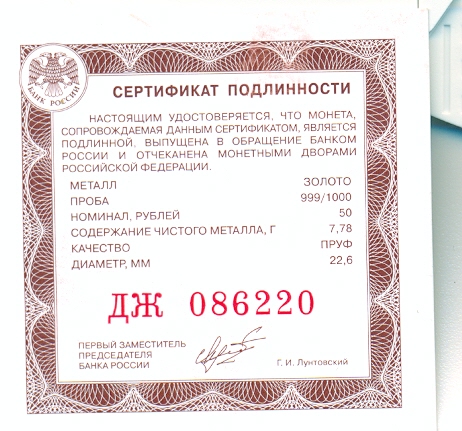 БАНК РОССИИ
СЕРТИФИКАТ ПОДЛИННОСТИ
НАСТОЯЩИМ УДОСТОВЕРЯЕТСЯ, ЧТО МОНЕТА,
СОПРОВОЖДАЕМАЯ ДАННЫМ СЕРТИФИКАТОМ, ЯВЛЯЕТСЯ
ПОДЛИННОЙ, ВЫПУЩЕНА В ОБРАЩЕНИЕ БАНКОМ
РОССИИ И ОТЧЕКАНЕНА МОНЕТНЫМИ ДВОРАМИ
РОССИЙСКОЙ ФЕДЕРАЦИИ.
МЕТАЛЛ ЗОЛОТО
ПРОБА 999/1000
НОМИНАЛ, РУБЛЕЙ 50
СОДЕРЖАНИЕ ЧИСТОГО МЕТАЛЛА, Г 7,78
КАЧЕСТВО ПРУФ
ДИАМЕТР, ММ 22,6
ДЖ 086220
ПЕРВЫЙ ЗАМЕСТИТЕЛЬ
ПРЕДСЕДАТЕЛЯ
БАНКА РОССИИ Г. И. Лунтовский